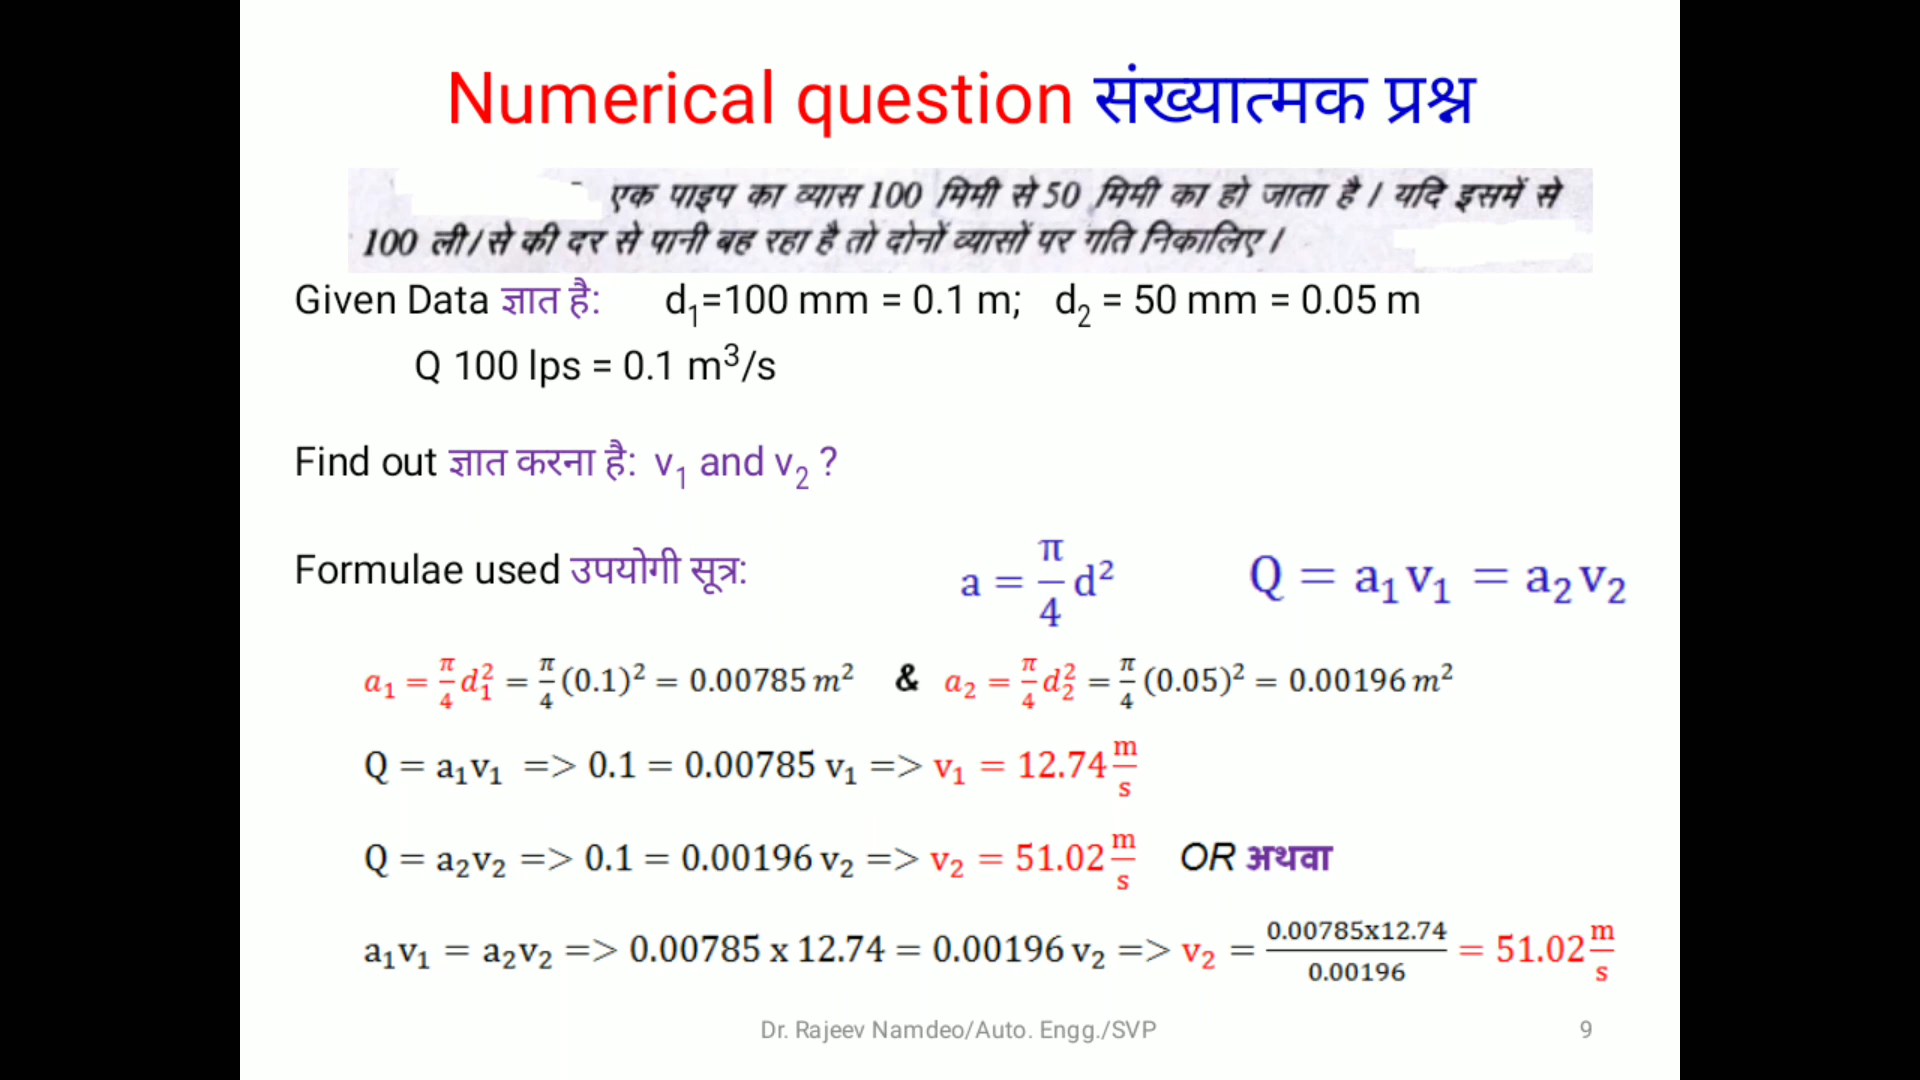 Numerical question संख्यात्मक प्रश्न
एक पाइप का व्यास 100 मिमी से 50 मिमी का हो जाता है । यदि इसमें से
100 ली/से की दर से पानी बह रहा है तो दोनों व्यासों पर गति निकालिए ।
Given Data ज्ञात है: d₁=100 mm = 0.1 m; d₂ = 50 mm = 0.05 m
Q 100 lps = 0.1 m³/s
Find out ज्ञात करना है: v₁ and v₂ ?
Formulae used उपयोगी सूत्र: a = π/4 d² Q = a₁v₁ = a₂v₂
a₁ = π/4 d₁² = π/4 (0.1)² = 0.00785 m² & a₂ = π/4 d₂² = π/4 (0.05)² = 0.00196 m²
Q = a₁v₁ => 0.1 = 0.00785 v₁ => v₁ = 12.74 m/s
Q = a₂v₂ => 0.1 = 0.00196 v₂ => v₂ = 51.02 m/s OR अथवा
a₁v₁ = a₂v₂ => 0.00785 x 12.74 = 0.00196 v₂ => v₂ = 0.00785x12.74/0.00196 = 51.02 m/s
Dr. Rajeev Namdeo/Auto. Engg./SVP 9